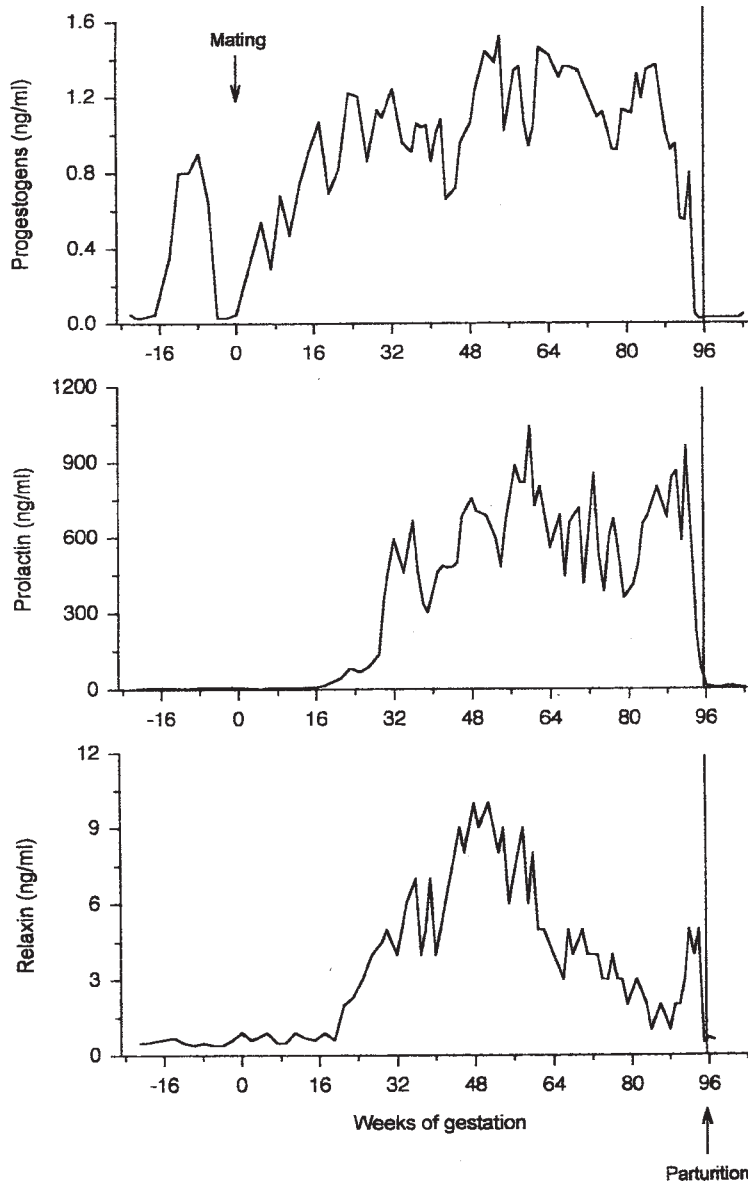 Progestogens (ng/ml)
1.6
1.2
0.8
0.4
0.0
Mating
-16 0 16 32 48 64 80 96
Prolactin (ng/ml)
1200
900
600
300
0
-16 0 16 32 48 64 80 96
Relaxin (ng/ml)
12
9
6
3
0
-16 0 16 32 48 64 80 96
Weeks of gestation
Parturition